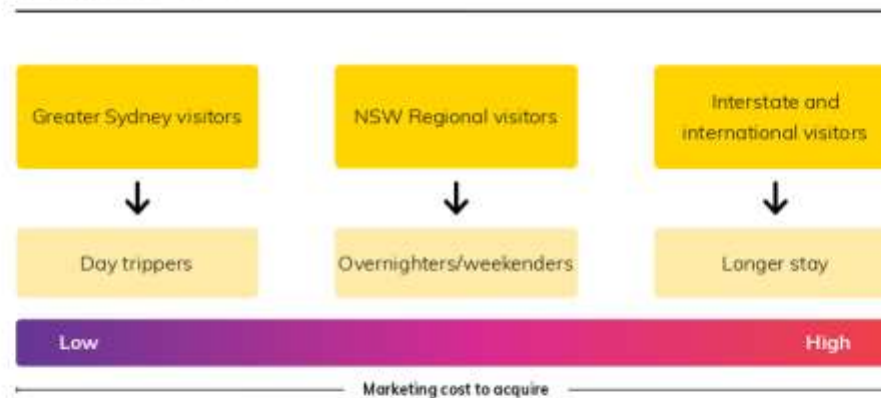 Greater Sydney visitors
NSW Regional visitors
Interstate and
international visitors
Day trippers
Overnighters/weekenders
Longer stay
Low
High
Marketing cost to acquire